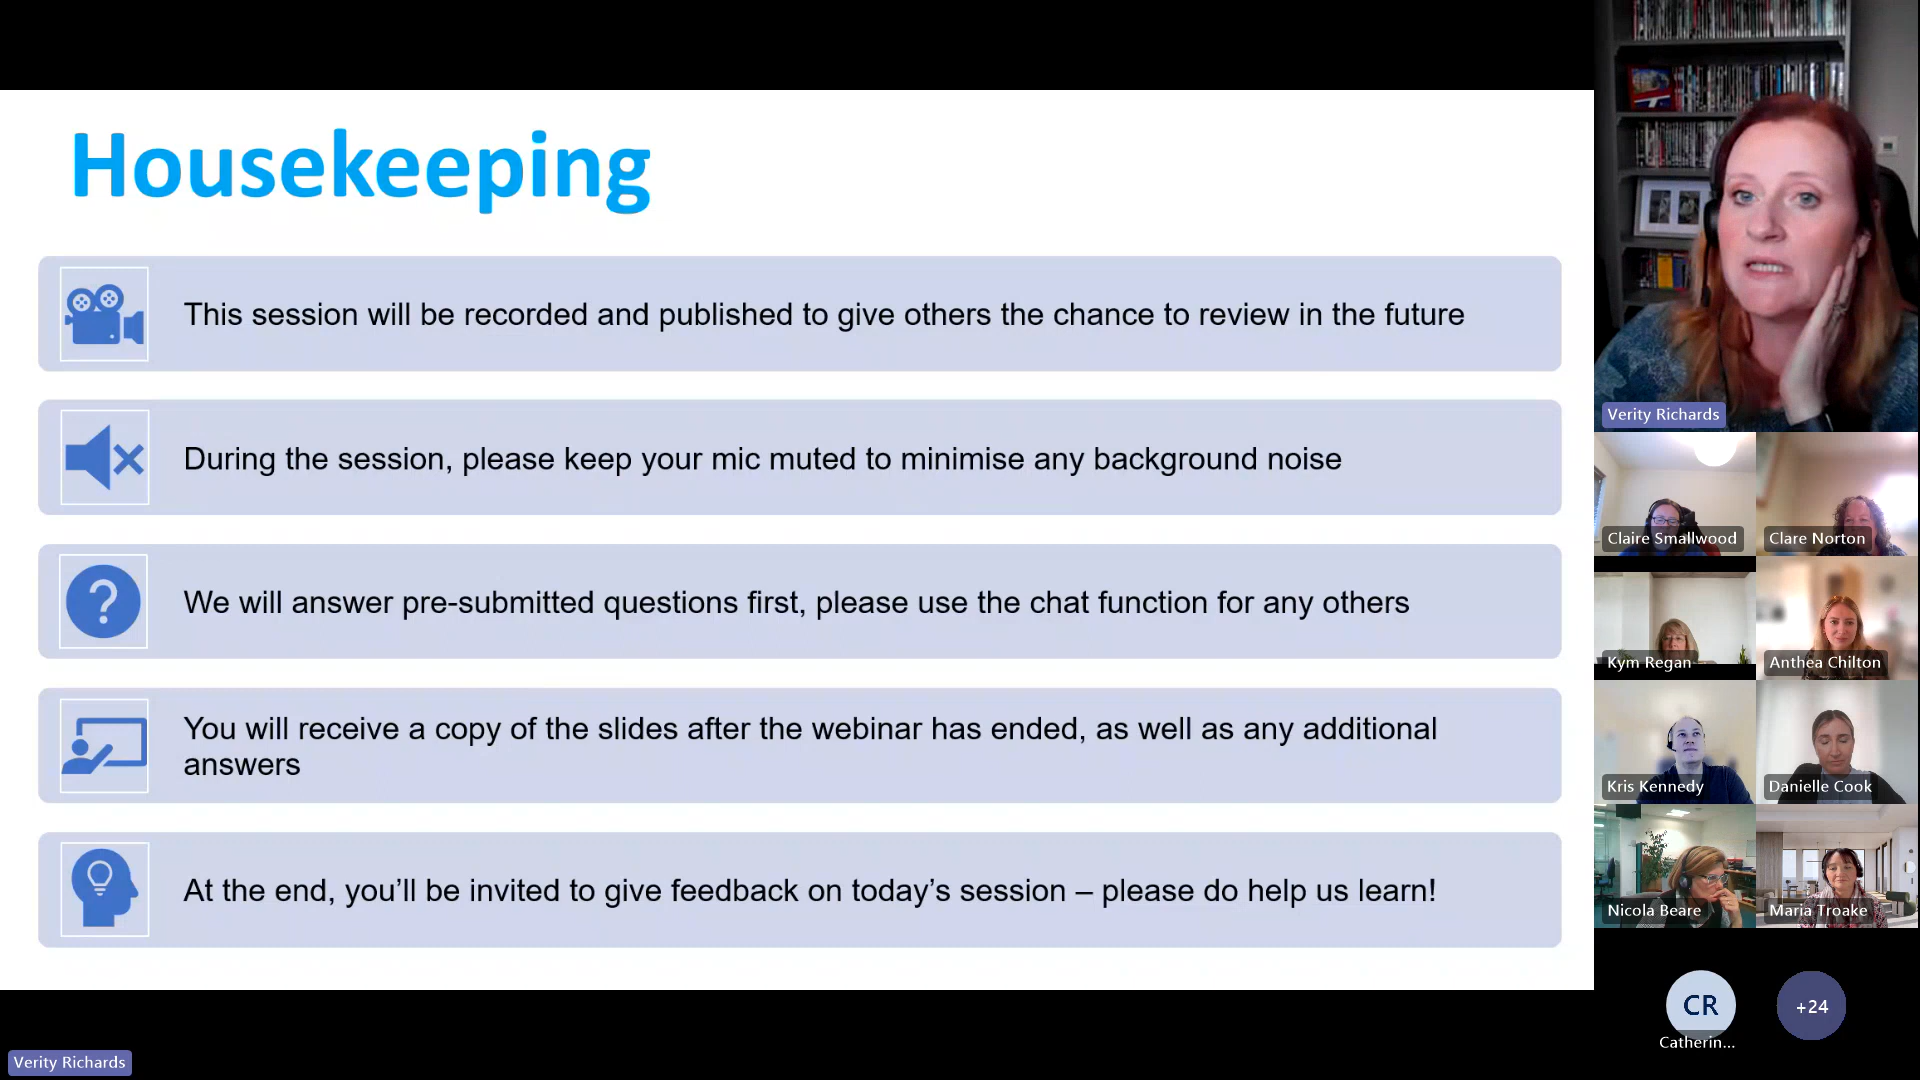 Housekeeping
This session will be recorded and published to give others the chance to review in the future
During the session, please keep your mic muted to minimise any background noise
We will answer pre-submitted questions first, please use the chat function for any others
You will receive a copy of the slides after the webinar has ended, as well as any additional
answers
At the end, you’ll be invited to give feedback on today’s session – please do help us learn!
Verity Richards
Claire Smallwood
Clare Norton
Kym Regan
Anthea Chilton
Kris Kennedy
Danielle Cook
Nicola Beare
Maria Troake
CR
+24
Catherin...
Verity Richards